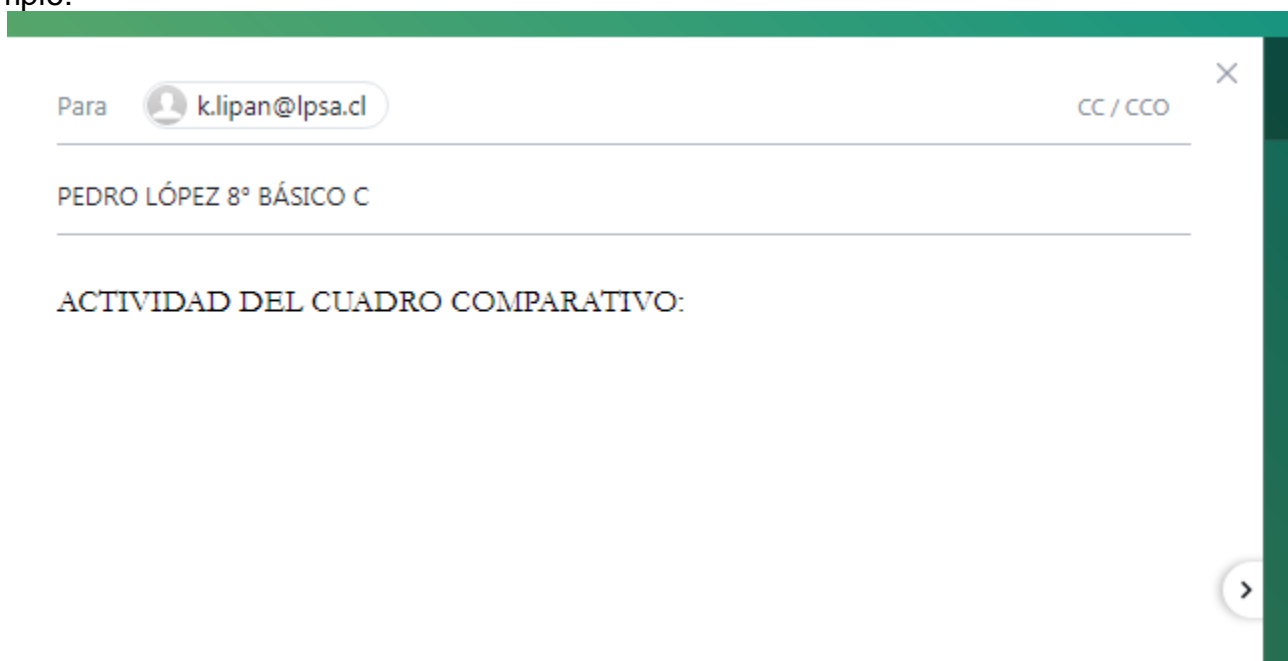 Para k.lipan@lpsa.cl CC / CCO
PEDRO LÓPEZ 8° BÁSICO C
ACTIVIDAD DEL CUADRO COMPARATIVO: